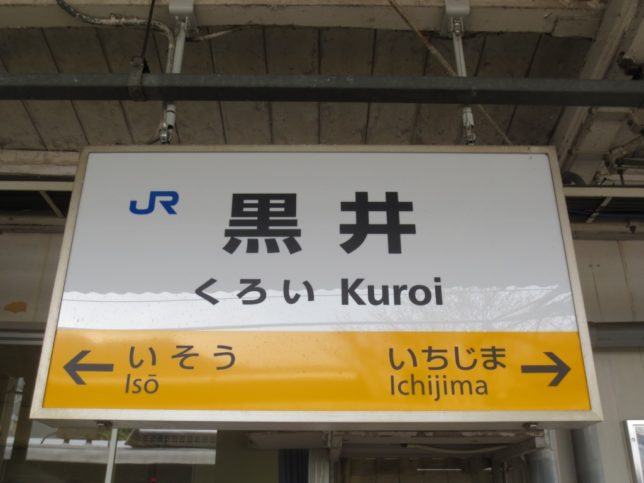 JR 黒井
くろい Kuroi
← いそう いちじま →
Isō Ichijima